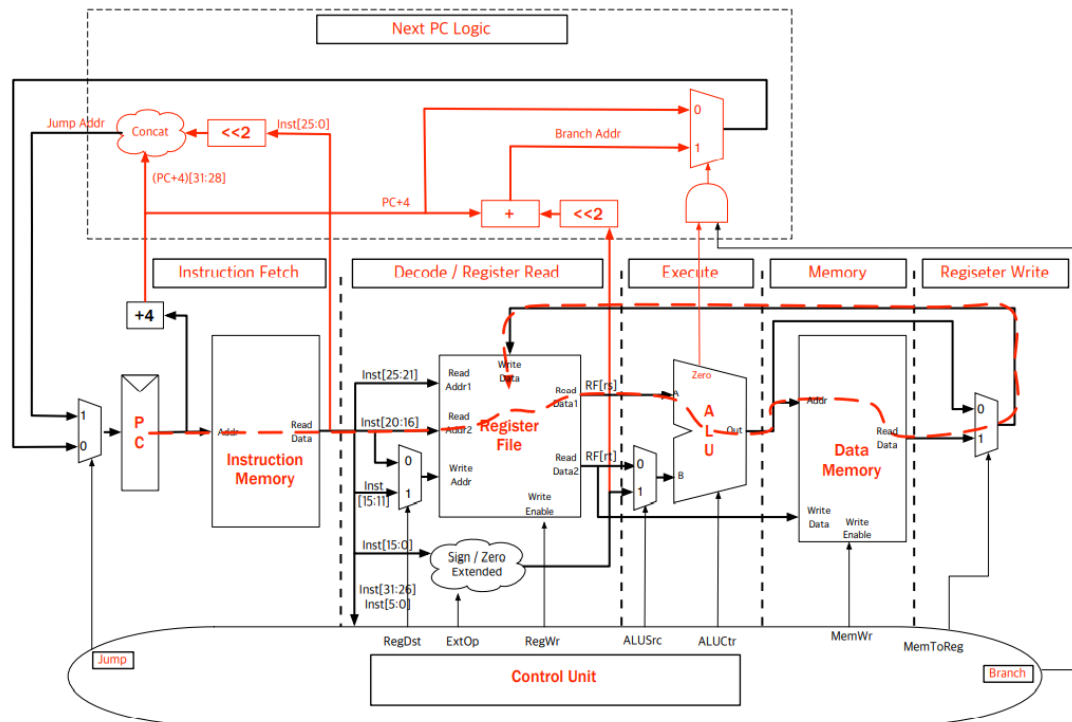 Next PC Logic
Jump Addr
Concat
<<2
Inst[25:0]
0
Branch Addr
1
(PC+4)[31:28]
PC+4
+
<<2
Instruction Fetch
Decode / Register Read
Execute
Memory
Regiseter Write
+4
Inst[25:21]
Read
Addr1
Write
Data
Read
Data1
RF[rs]
Zero
A
1
0
P
C
Addr
Read
Data
Instruction
Memory
Inst[20:16]
Read
Addr2
Register
File
A
L
U
Out
Addr
Read
Data
Data
Memory
0
1
0
1
Inst
[15:11]
Write
Addr
Read
Data2
RF[rt]
0
1
B
Write
Enable
Write
Data
Write
Enable
Inst[15:0]
Sign / Zero
Extended
Inst[31:26]
Inst[5:0]
RegDst
ExtOp
RegWr
ALUSrc
ALUCtr
MemWr
MemToReg
Jump
Control Unit
Branch